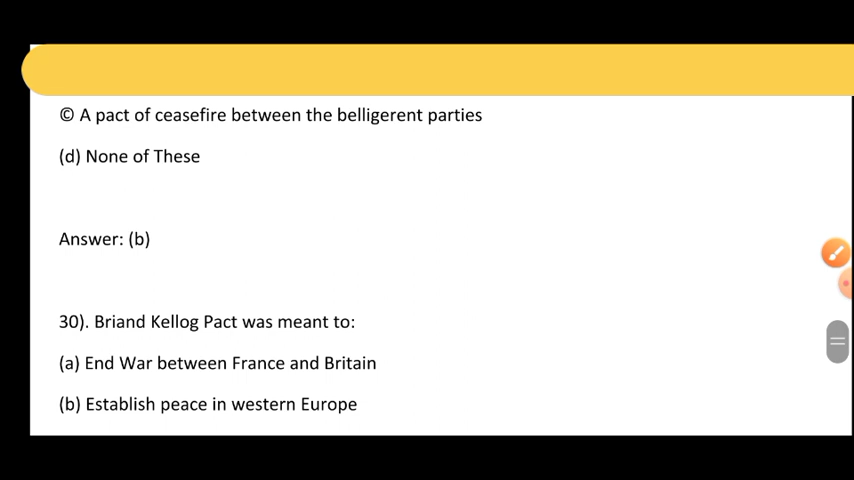 © A pact of ceasefire between the belligerent parties
(d) None of These
Answer: (b)
30). Briand Kellog Pact was meant to:
(a) End War between France and Britain
(b) Establish peace in western Europe